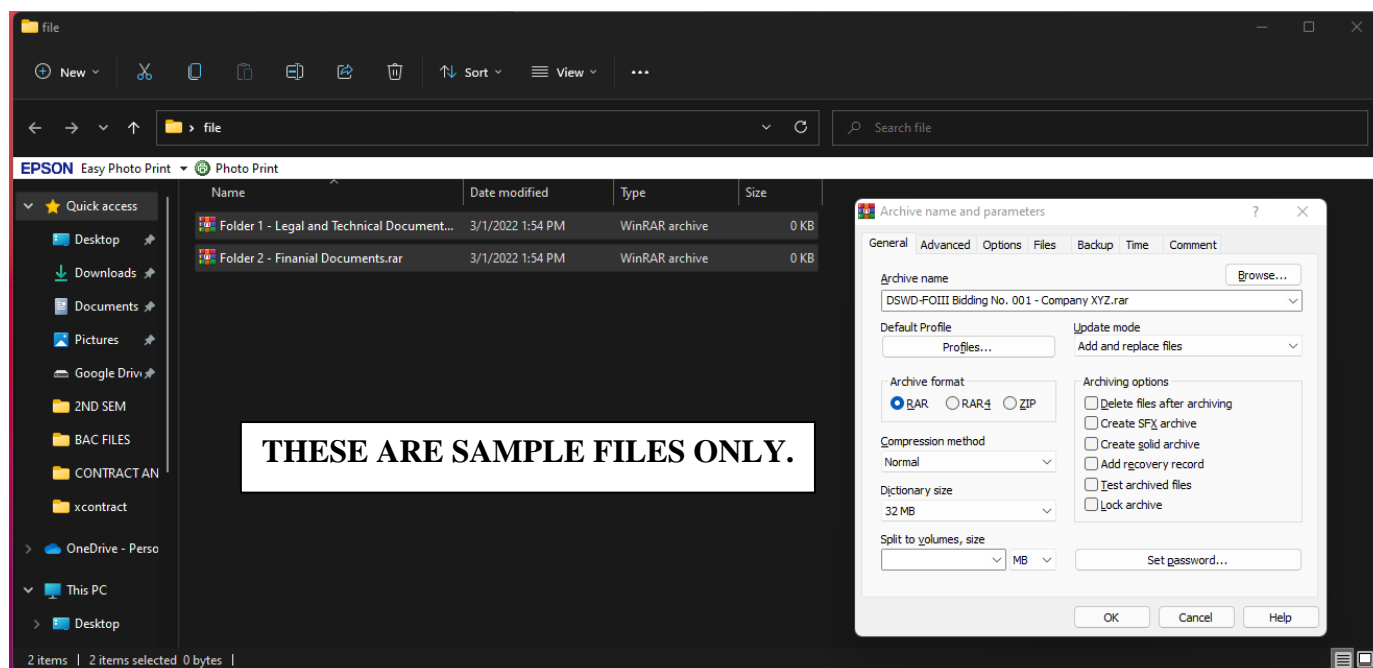 file
New
Sort
View
file
Search file
EPSON Easy Photo Print
Photo Print
Name
Date modified
Type
Size
Quick access
Desktop
Downloads
Documents
Pictures
Google Driv
2ND SEM
BAC FILES
CONTRACT AN
xcontract
OneDrive - Perso
This PC
Desktop
Folder 1 - Legal and Technical Document... 3/1/2022 1:54 PM WinRAR archive 0 KB
Folder 2 - Finanial Documents.rar 3/1/2022 1:54 PM WinRAR archive 0 KB
THESE ARE SAMPLE FILES ONLY.
Archive name and parameters ?
General Advanced Options Files Backup Time Comment
Archive name
Browse...
DSWD-FOIII Bidding No. 001 - Company XYZ.rar
Default Profile
Profiles...
Update mode
Add and replace files
Archive format
RAR RAR4 ZIP
Compression method
Normal
Dictionary size
32 MB
Split to volumes, size
MB
Archiving options
Delete files after archiving
Create SFX archive
Create solid archive
Add recovery record
Test archived files
Lock archive
Set password...
OK Cancel Help
2 items 2 items selected 0 bytes